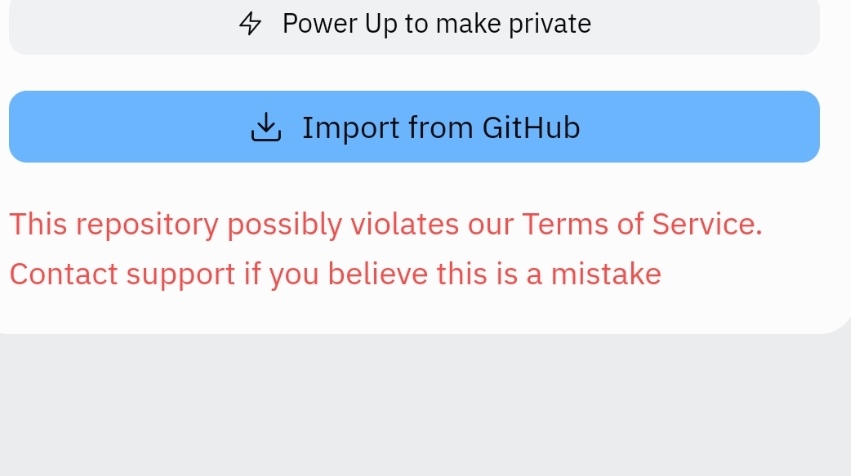 Power Up to make private
Import from GitHub
This repository possibly violates our Terms of Service.
Contact support if you believe this is a mistake